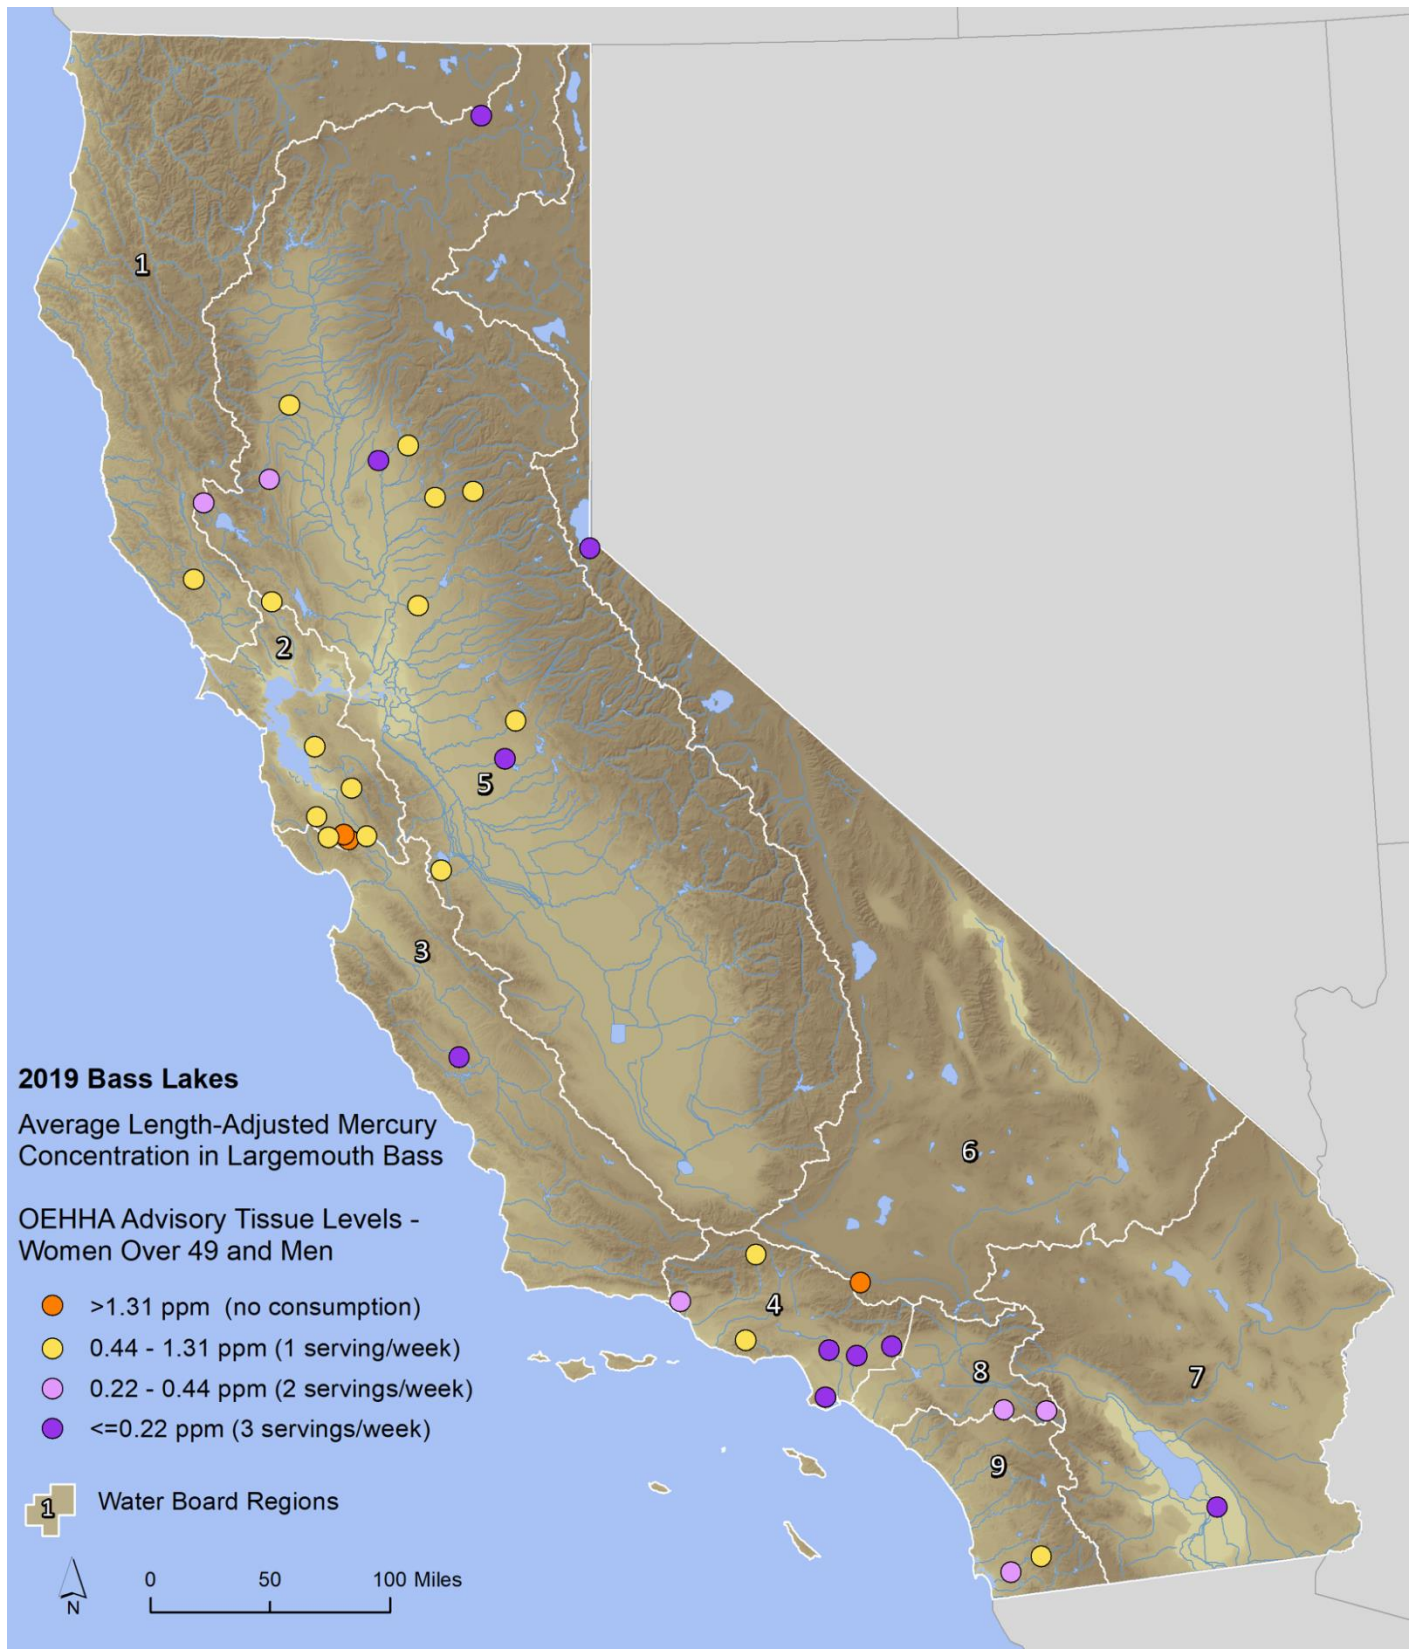 1
2
5
3
2019 Bass Lakes
Average Length-Adjusted Mercury
Concentration in Largemouth Bass
6
OEHHA Advisory Tissue Levels -
Women Over 49 and Men
4
>1.31 ppm (no consumption)
0.44 - 1.31 ppm (1 serving/week)
0.22 - 0.44 ppm (2 servings/week)
<=0.22 ppm (3 servings/week)
8
7
9
1
Water Board Regions
N
0 50 100 Miles